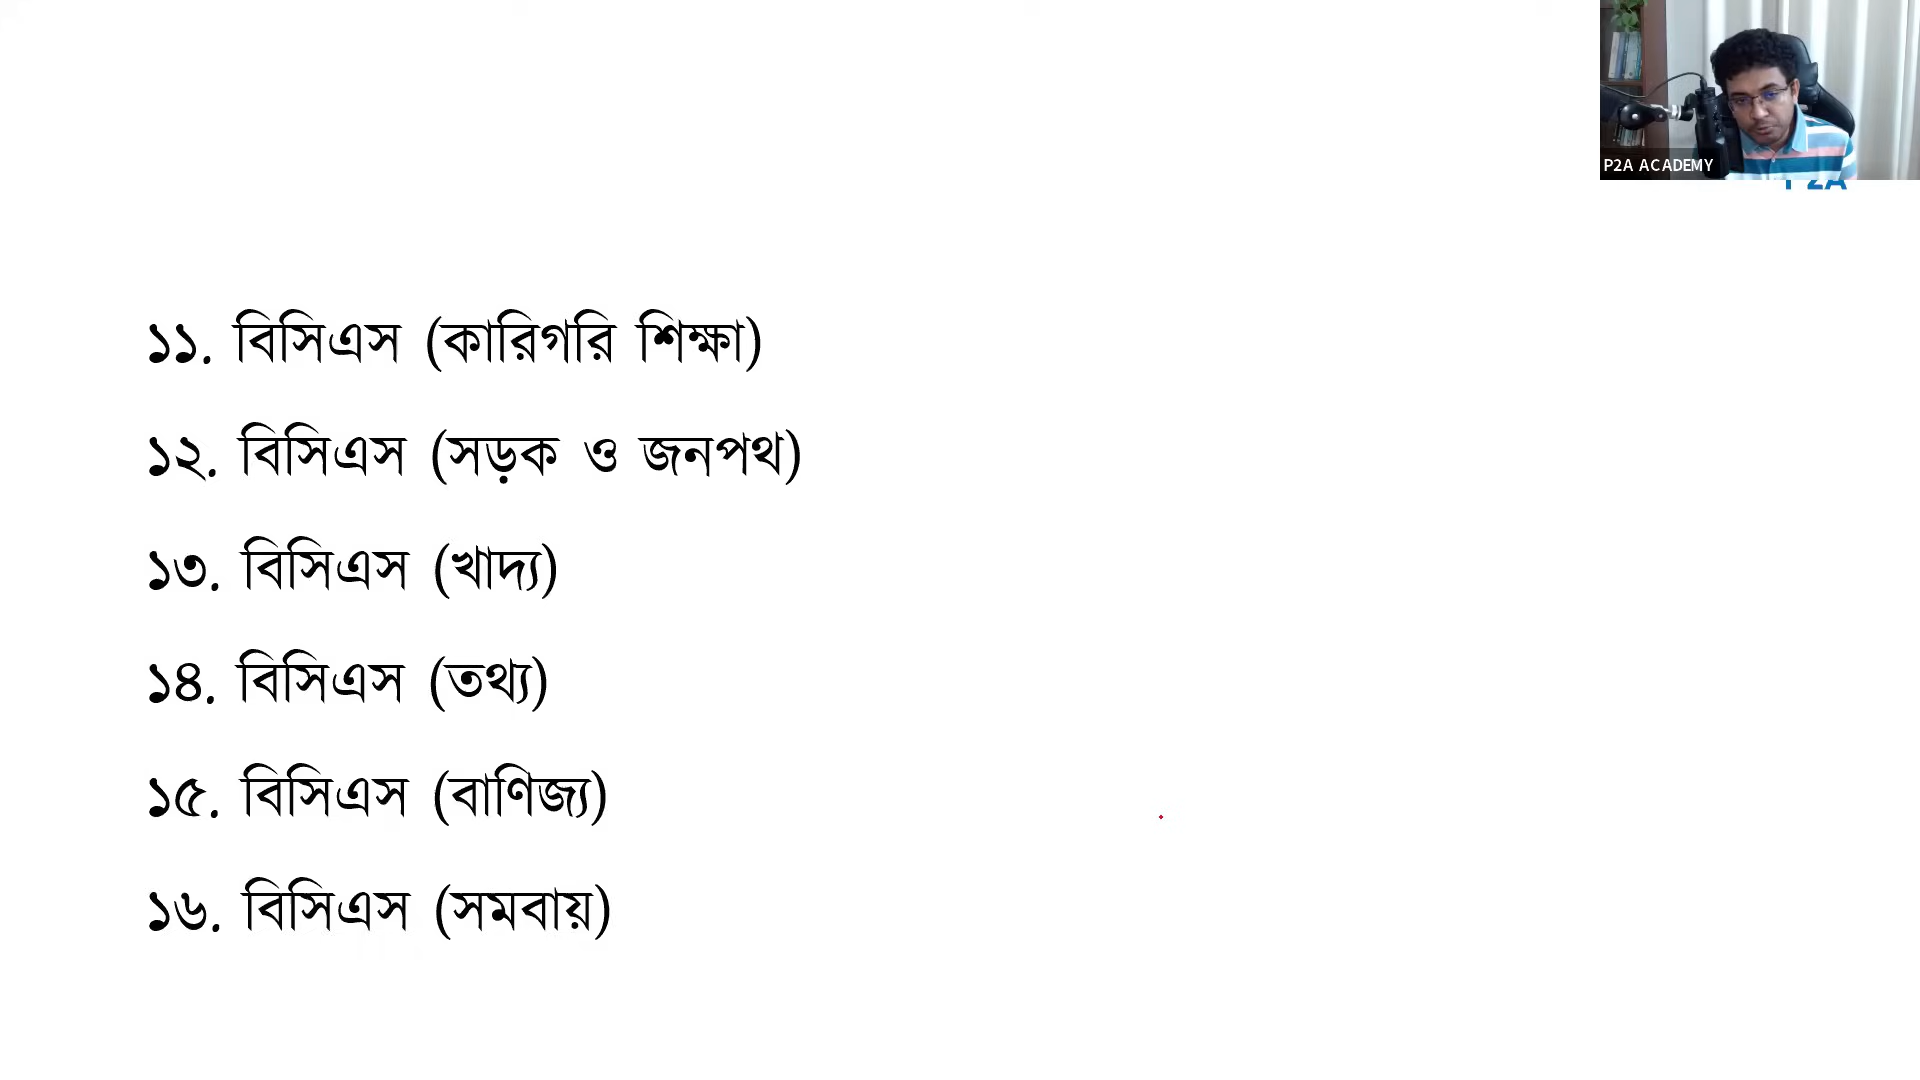 P2A ACADEMY
P2A
১১. বিসিএস (কারিগরি শিক্ষা)
১২. বিসিএস (সড়ক ও জনপথ)
১৩. বিসিএস (খাদ্য)
১৪. বিসিএস (তথ্য)
১৫. বিসিএস (বাণিজ্য)
১৬. বিসিএস (সমবায়)